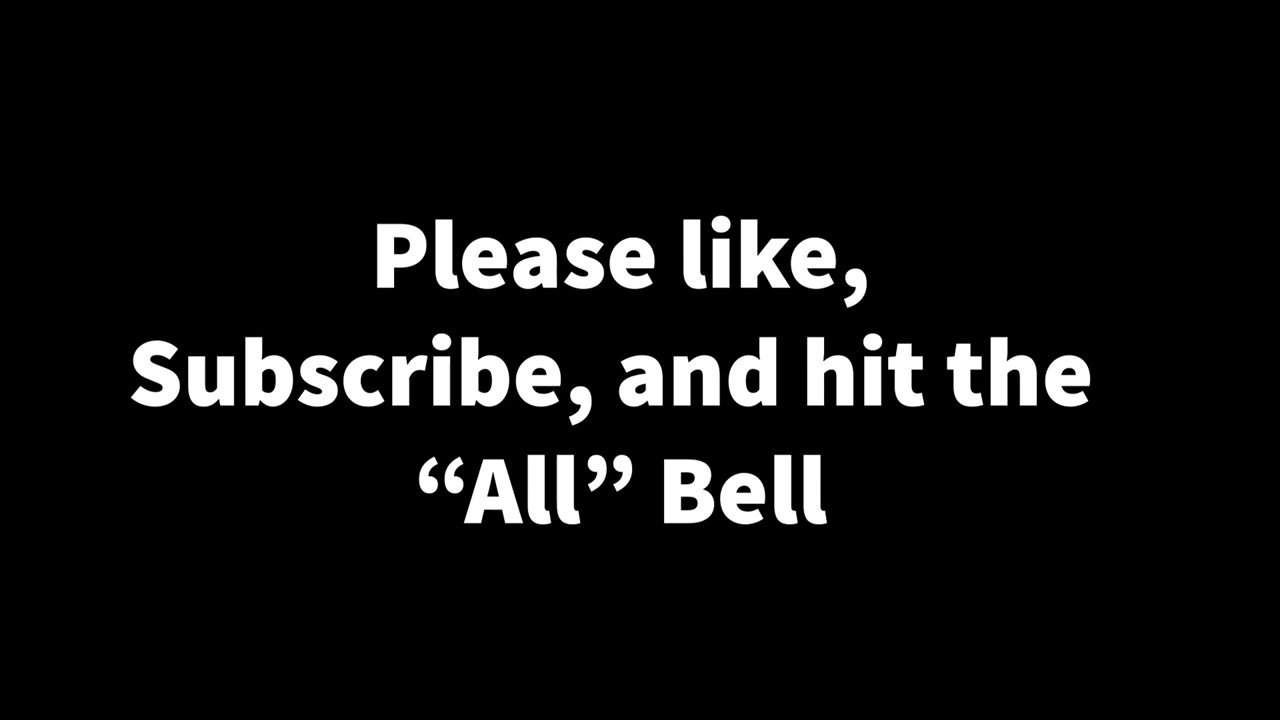 Please like,
Subscribe, and hit the
“All” Bell